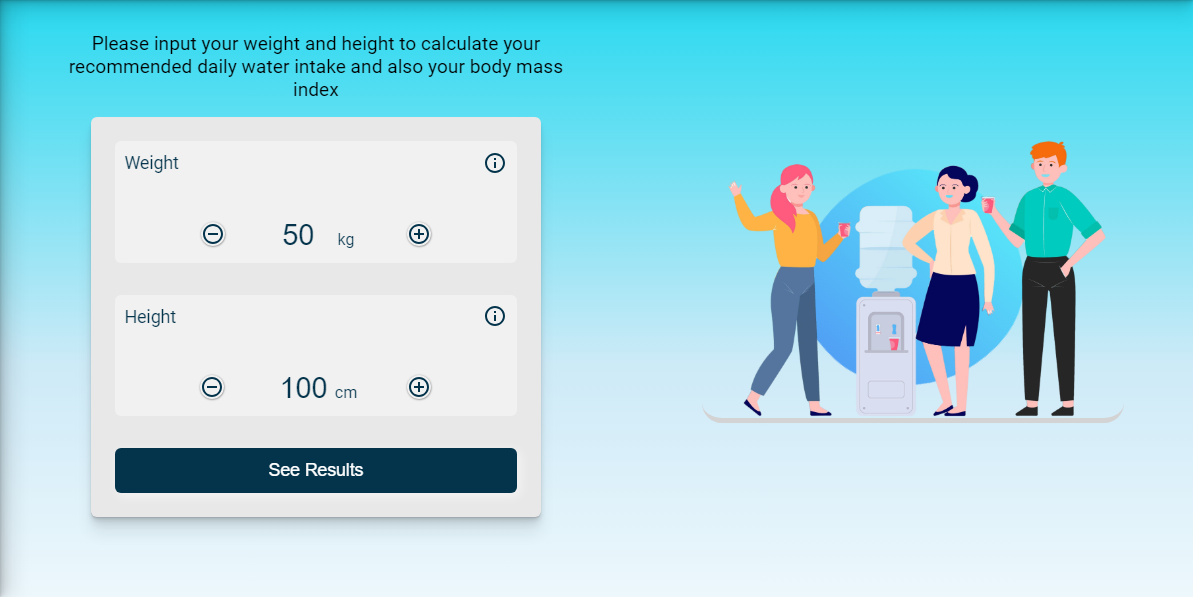 Please input your weight and height to calculate your
recommended daily water intake and also your body mass
index
Weight
50 kg
Height
100 cm
See Results